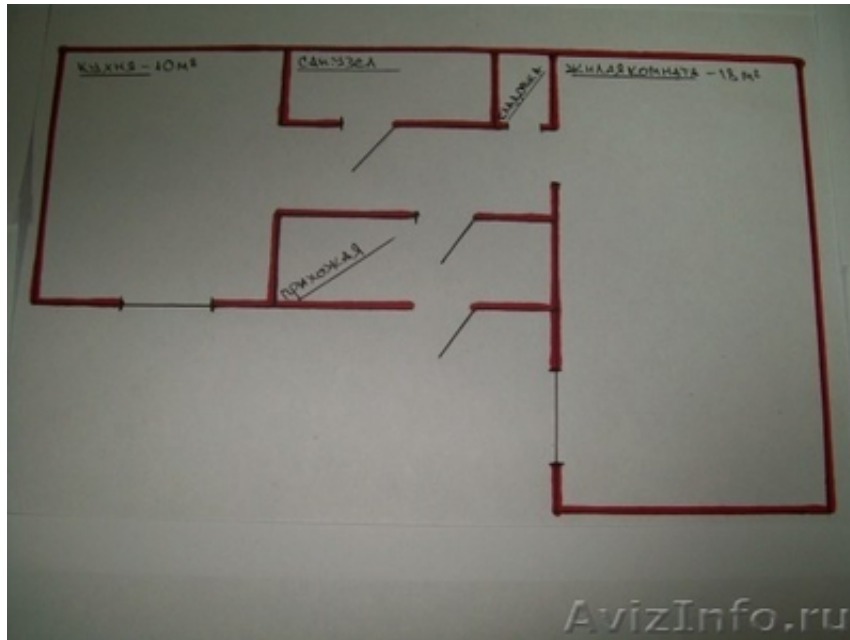 кухня - 10 м²
санузел
кладовка
жилая комната - 18 м²
прихожая
AvizInfo.ru